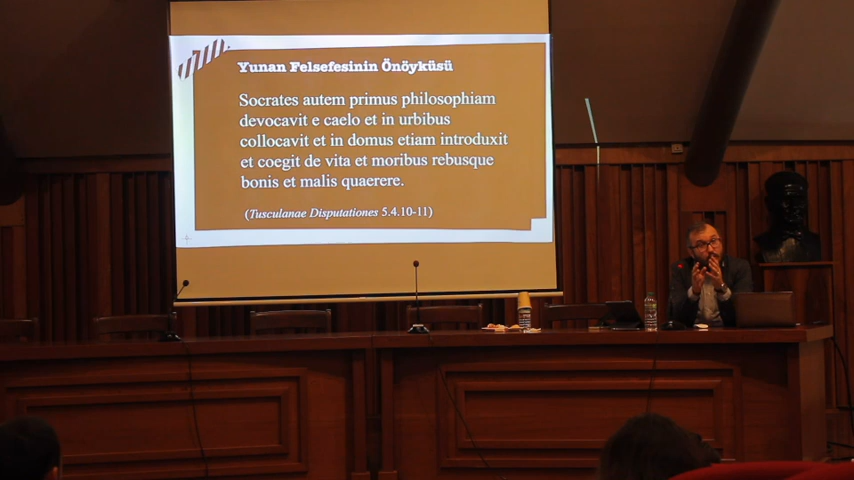 Yunan Felsefesinin Önöyküsü
Socrates autem primus philosophiam
devocavit e caelo et in urbibus
collocavit et in domus etiam introduxit
et coegit de vita et moribus rebusque
bonis et malis quaerere.
(Tusculanae Disputationes 5.4.10-11)